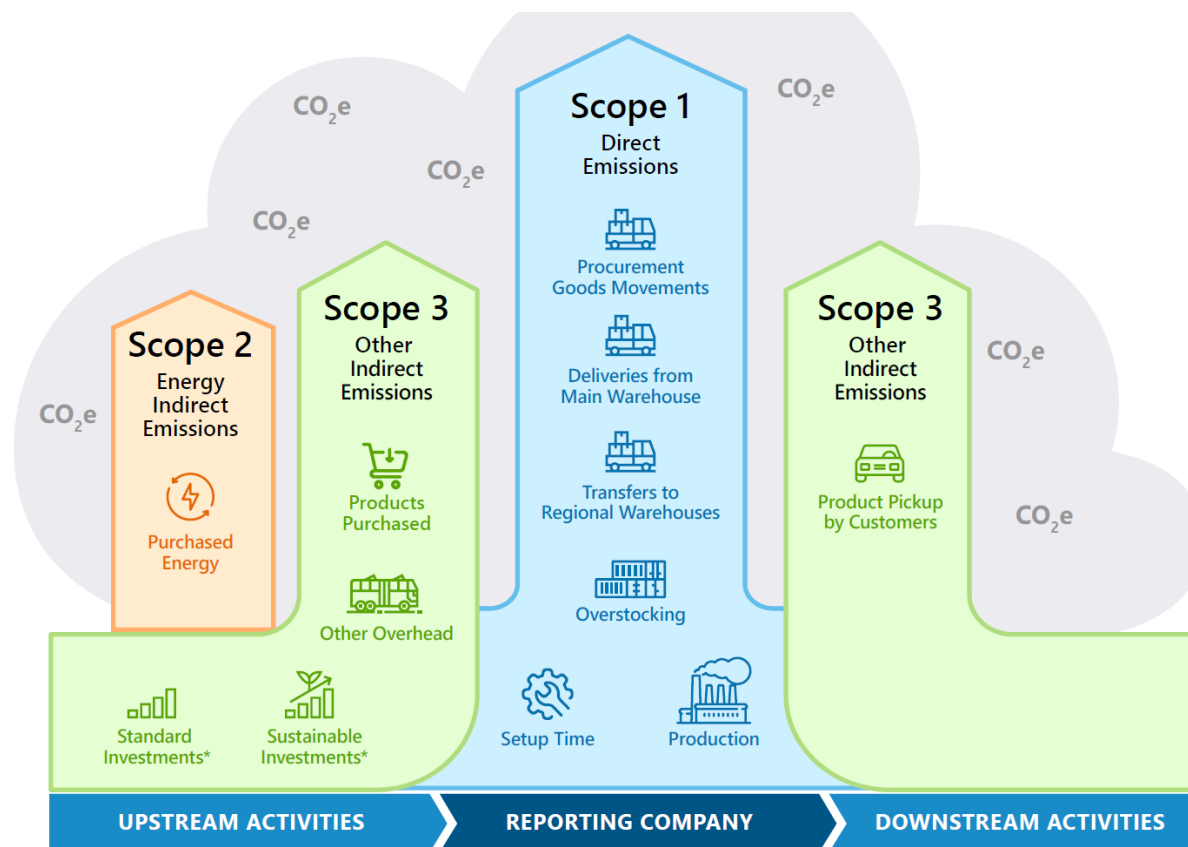 CO2e
CO2e
CO2e
CO2e
CO2e
CO2e
CO2e
Scope 1
Direct
Emissions
Procurement
Goods Movements
Deliveries from
Main Warehouse
Transfers to
Regional Warehouses
Overstocking
Setup Time
Production
Scope 2
Energy
Indirect
Emissions
Purchased
Energy
Scope 3
Other
Indirect
Emissions
Products
Purchased
Other Overhead
Standard
Investments*
Sustainable
Investments*
Scope 3
Other
Indirect
Emissions
Product Pickup
by Customers
UPSTREAM ACTIVITIES
REPORTING COMPANY
DOWNSTREAM ACTIVITIES